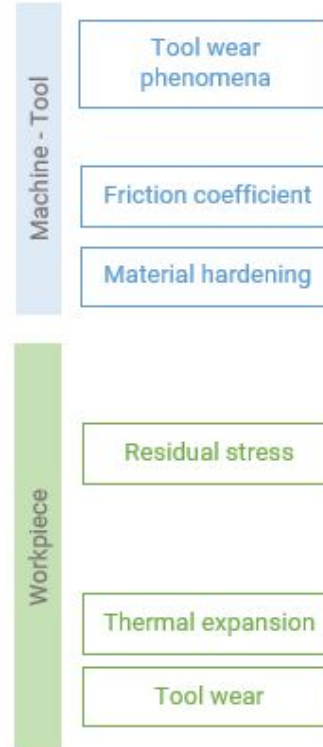 Machine - Tool
Tool wear
phenomena
Friction coefficient
Material hardening
Workpiece
Residual stress
Thermal expansion
Tool wear